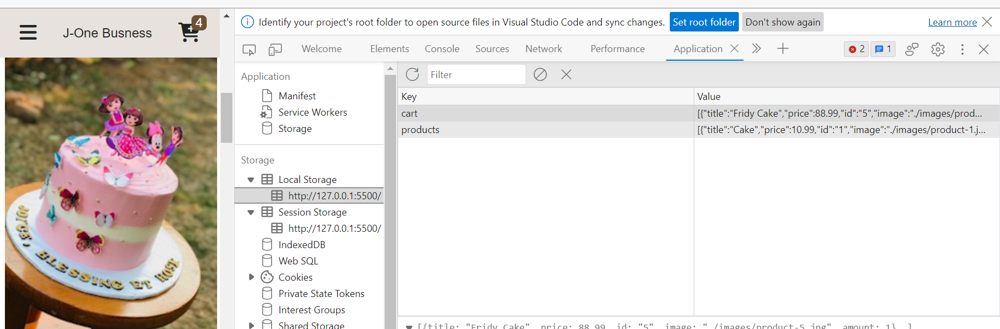 J-One Busness
4
Identify your project's root folder to open source files in Visual Studio Code and sync changes. Set root folder Don't show again Learn more
Welcome Elements Console Sources Network Performance Application 2 1
Application
Manifest
Service Workers
Storage
Storage
Local Storage
http://127.0.0.1:5500/
Session Storage
http://127.0.0.1:5500/
IndexedDB
Web SQL
Cookies
Private State Tokens
Interest Groups
Shared Storage
Filter
Key Value
cart [{"title":"Fridy Cake","price":88.99,"id":"5","image":"./images/prod...
products [{"title":"Cake","price":10.99,"id":"1","image":"./images/product-1.j...
[{title: "Fridy Cake", price: 88.99, id: "5", image: "./images/product-5.jpg", amount: 1},…]
BLESSING ET ROSE